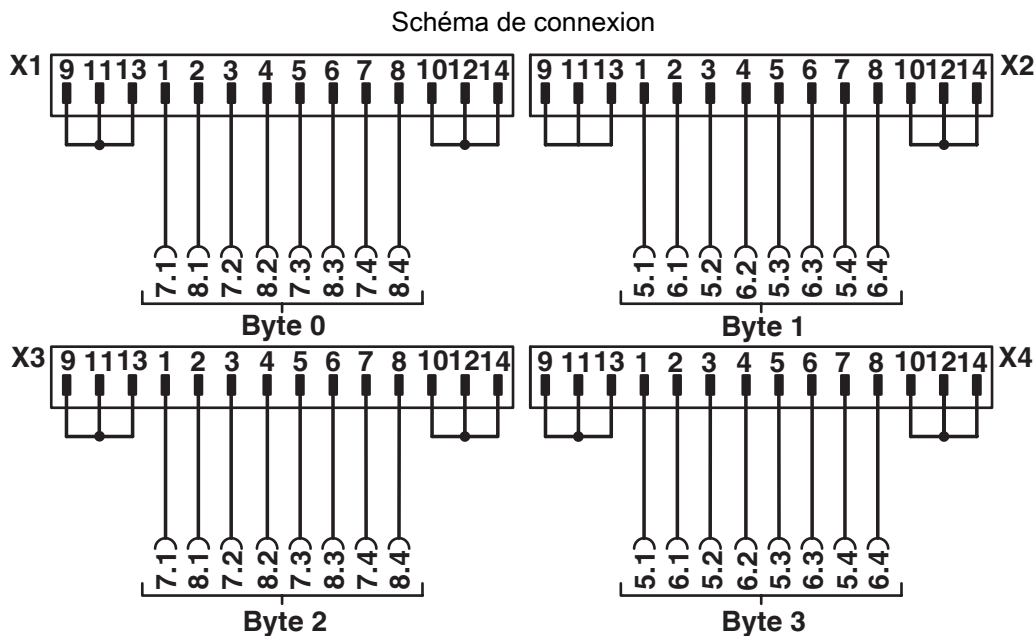 Schéma de connexion
X1 9 11 13 1 2 3 4 5 6 7 8 10 12 14
9 11 13 1 2 3 4 5 6 7 8 10 12 14 X2
7.1 8.1 7.2 8.2 7.3 8.3 7.4 8.4
5.1 6.1 5.2 6.2 5.3 6.3 5.4 6.4
Byte 0
Byte 1
X3 9 11 13 1 2 3 4 5 6 7 8 10 12 14
9 11 13 1 2 3 4 5 6 7 8 10 12 14 X4
7.1 8.1 7.2 8.2 7.3 8.3 7.4 8.4
5.1 6.1 5.2 6.2 5.3 6.3 5.4 6.4
Byte 2
Byte 3